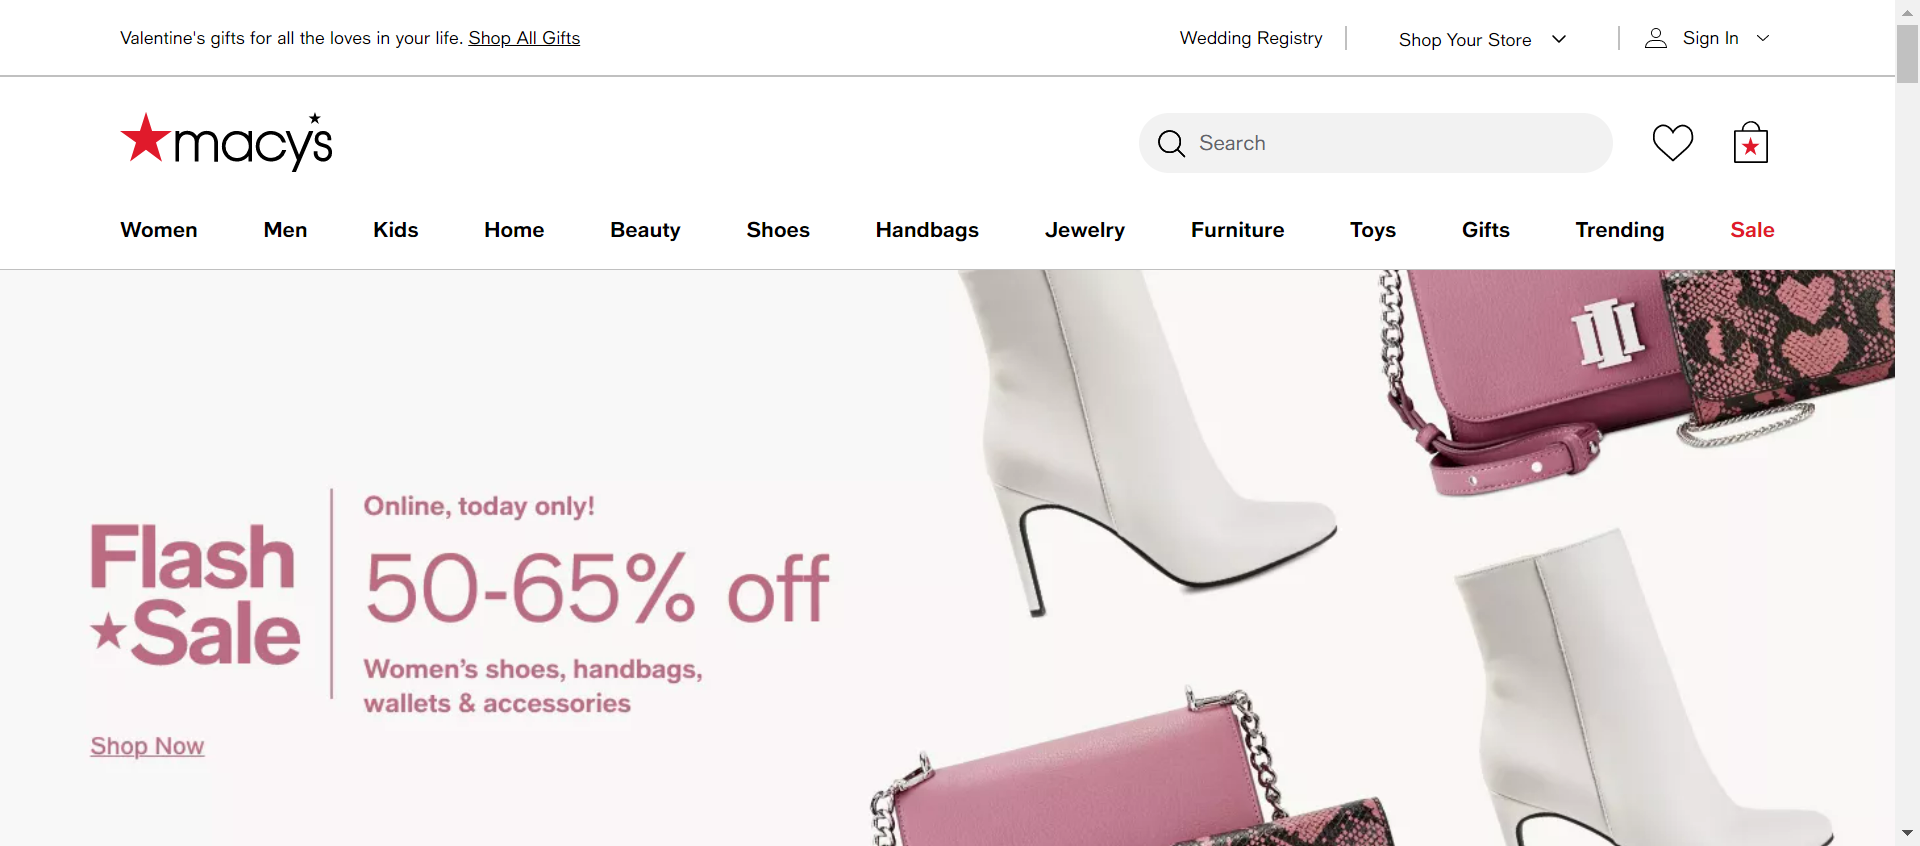 Valentine's gifts for all the loves in your life. Shop All Gifts
Wedding Registry
Shop Your Store
Sign In
macy's
Search
Women
Men
Kids
Home
Beauty
Shoes
Handbags
Jewelry
Furniture
Toys
Gifts
Trending
Sale
Flash
Sale
Online, today only!
50-65% off
Women's shoes, handbags,
wallets & accessories
Shop Now